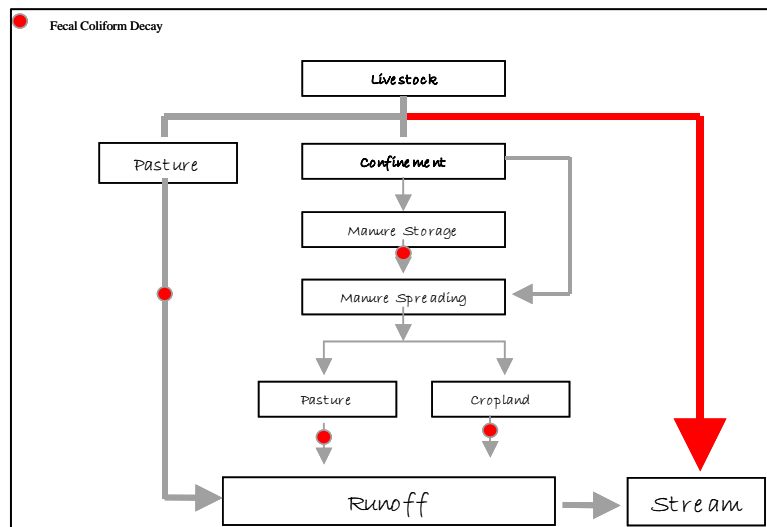 Fecal Coliform Decay
Livestock
Pasture
Confinement
Manure Storage
Manure Spreading
Pasture
Cropland
Runoff
Stream